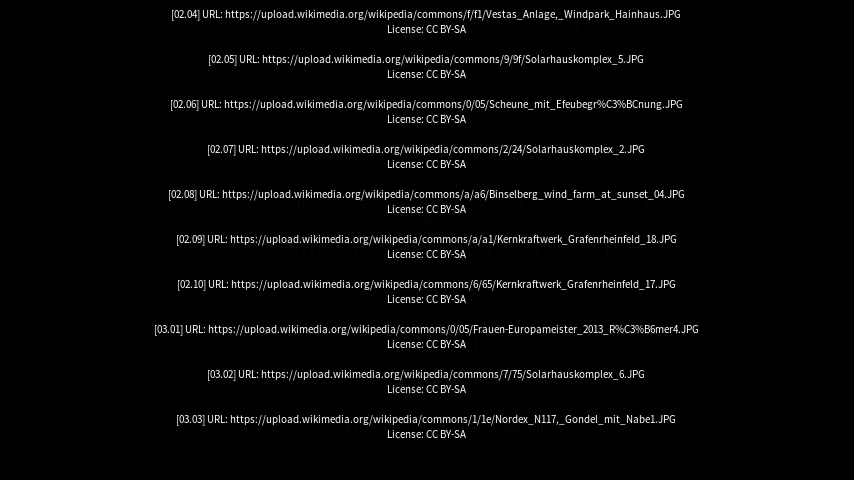 [02.04] URL: https://upload.wikimedia.org/wikipedia/commons/f/f1/Vestas_Anlage,_Windpark_Hainhaus.JPG
License: CC BY-SA
[02.05] URL: https://upload.wikimedia.org/wikipedia/commons/9/9f/Solarhauskomplex_5.JPG
License: CC BY-SA
[02.06] URL: https://upload.wikimedia.org/wikipedia/commons/0/05/Scheune_mit_Efeubegr%C3%BCnung.JPG
License: CC BY-SA
[02.07] URL: https://upload.wikimedia.org/wikipedia/commons/2/24/Solarhauskomplex_2.JPG
License: CC BY-SA
[02.08] URL: https://upload.wikimedia.org/wikipedia/commons/a/a6/Binselberg_wind_farm_at_sunset_04.JPG
License: CC BY-SA
[02.09] URL: https://upload.wikimedia.org/wikipedia/commons/a/a1/Kernkraftwerk_Grafenrheinfeld_18.JPG
License: CC BY-SA
[02.10] URL: https://upload.wikimedia.org/wikipedia/commons/6/65/Kernkraftwerk_Grafenrheinfeld_17.JPG
License: CC BY-SA
[03.01] URL: https://upload.wikimedia.org/wikipedia/commons/0/05/Frauen-Europameister_2013_R%C3%B6mer4.JPG
License: CC BY-SA
[03.02] URL: https://upload.wikimedia.org/wikipedia/commons/7/75/Solarhauskomplex_6.JPG
License: CC BY-SA
[03.03] URL: https://upload.wikimedia.org/wikipedia/commons/1/1e/Nordex_N117,_Gondel_mit_Nabe1.JPG
License: CC BY-SA